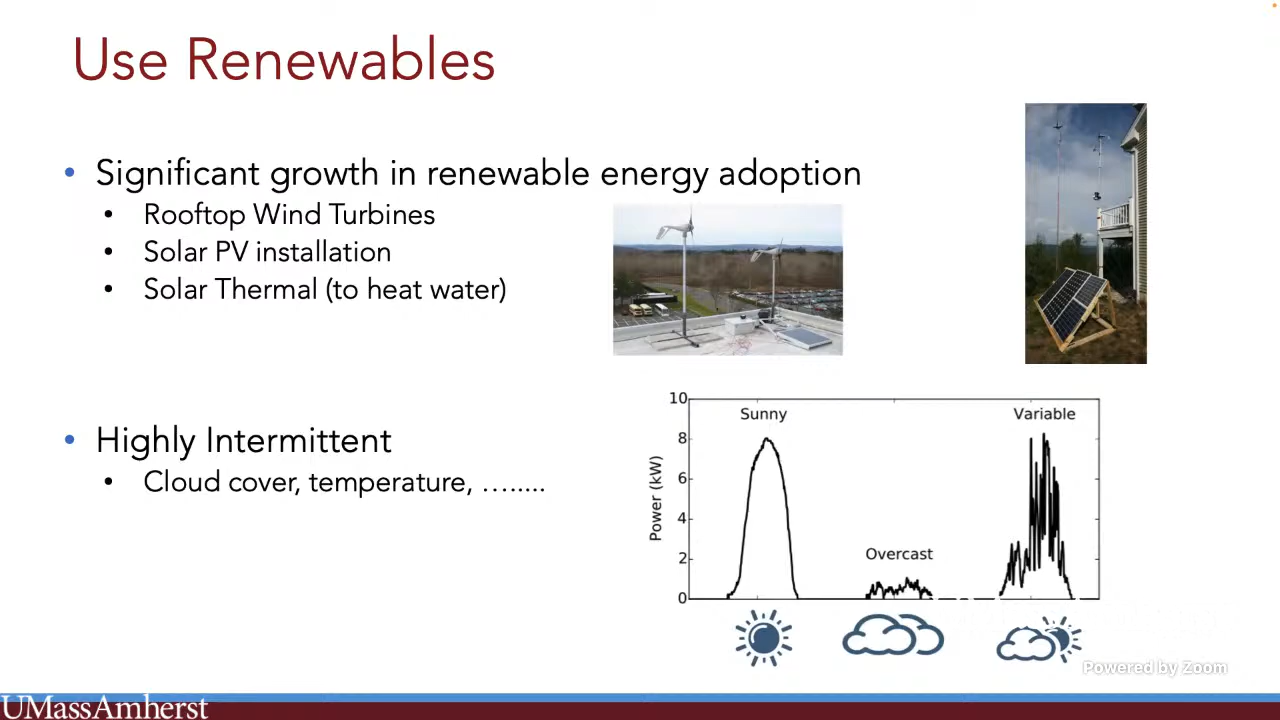 Use Renewables
• Significant growth in renewable energy adoption
• Rooftop Wind Turbines
• Solar PV installation
• Solar Thermal (to heat water)
• Highly Intermittent
• Cloud cover, temperature, ….....
10
8
6
4
2
0
Power (kW)
Sunny
Overcast
Variable
Powered by Zoom
UMassAmherst